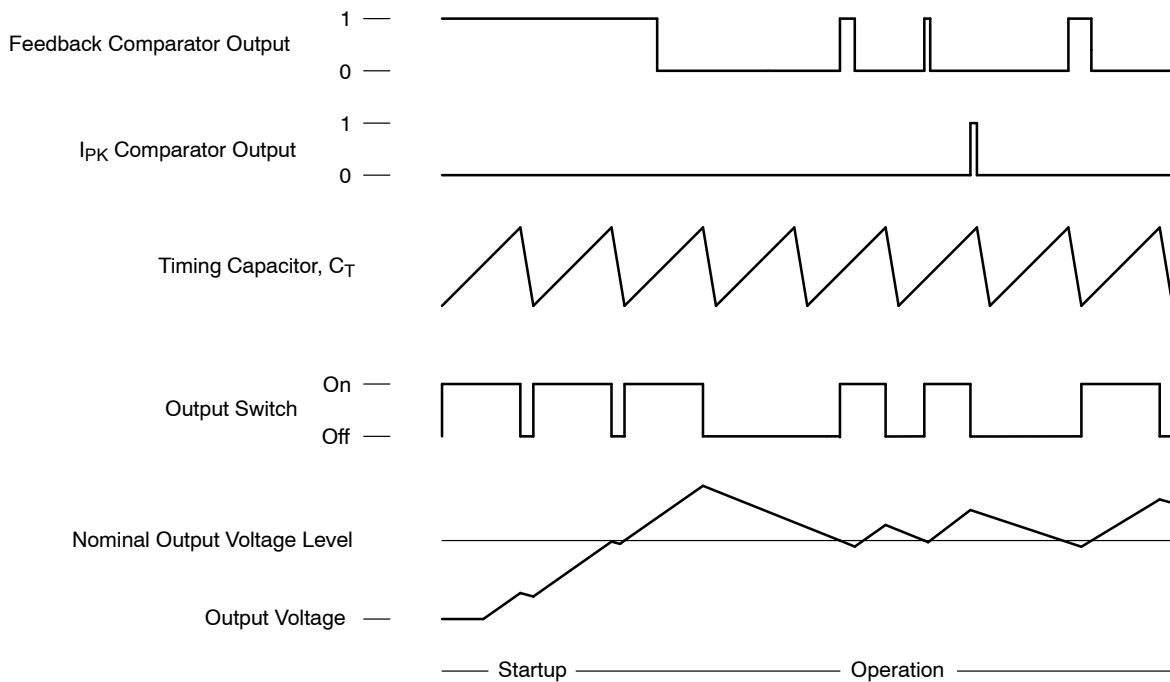 1
Feedback Comparator Output
0
1
IPK Comparator Output
0
Timing Capacitor, CT
On
Output Switch
Off
Nominal Output Voltage Level
Output Voltage
Startup
Operation